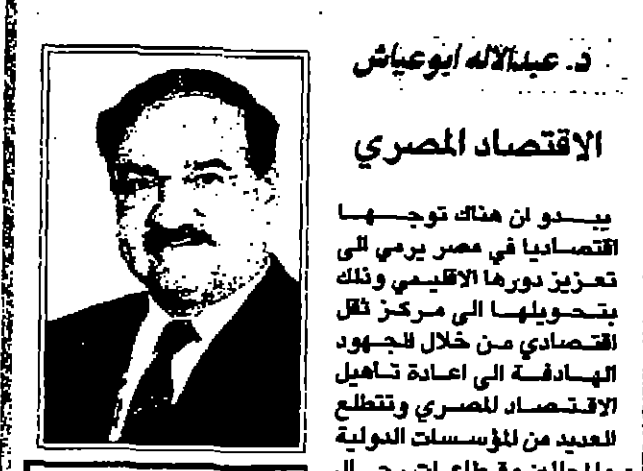 د. عبدالاله ابوعياش
الاقتصاد المصري
يبدو ان هناك توجها
اقتصاديا في مصر يرمي الى
تعزيز دورها الاقليمي وذلك
بتحويلها الى مركز ثقل
اقتصادي من خلال الجهود
الهادفة الى اعادة تاهيل
الاقتصاد المصري وتتطلع
العديد من المؤسسات الدولية